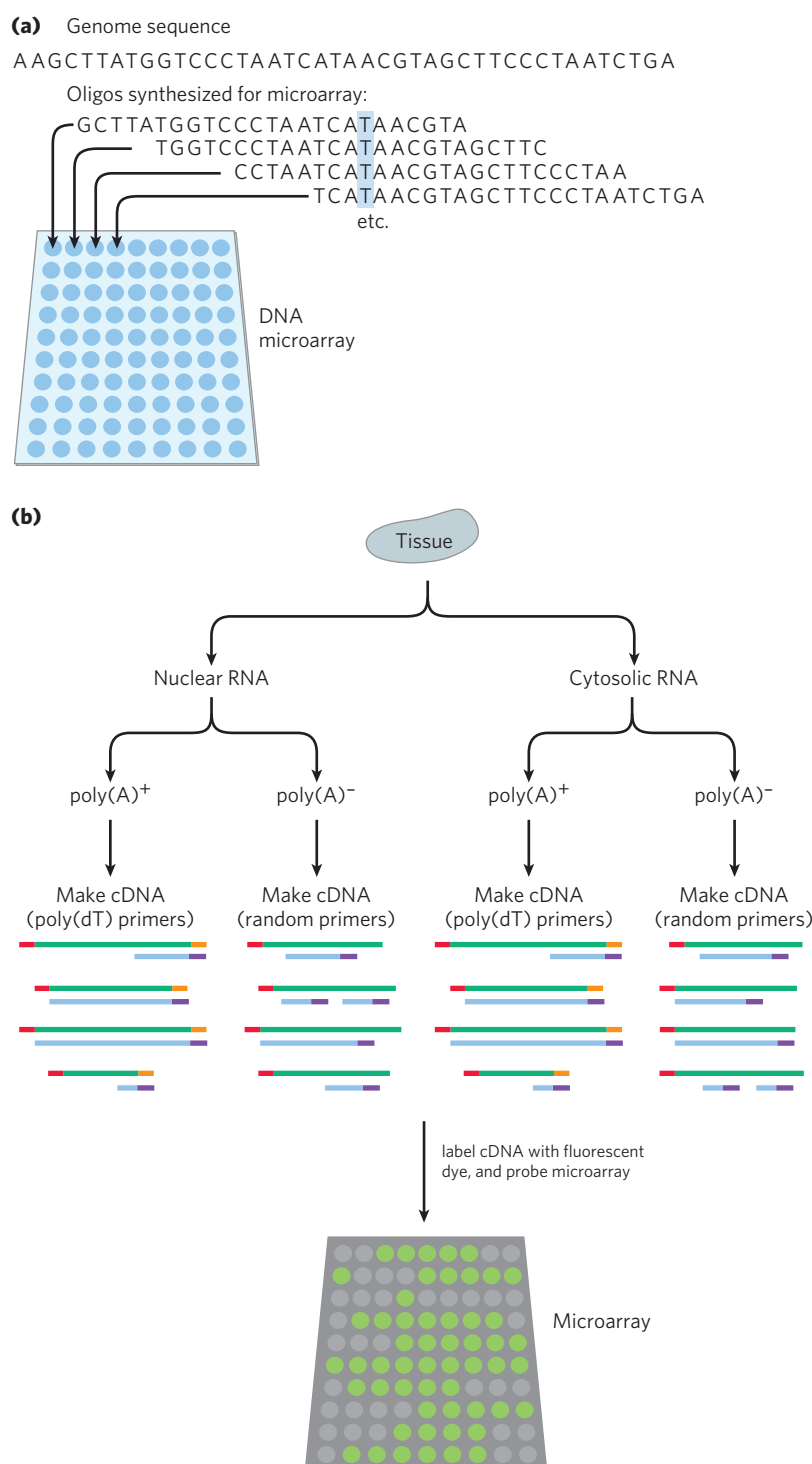 (a) Genome sequence
AAGCTTATGGTCCCTAATCATAACGTAGCTTCCCTAATCTGA
Oligos synthesized for microarray:
GCTTATGGTCCCTAATCATAACGTA
TGGTCCCTAATCATAACGTAGCTTC
CCTAATCATAACGTAGCTTCCCTAA
TCATAACGTAGCTTCCCTAATCTGA
etc.
DNA
microarray
(b)
Tissue
Nuclear RNA Cytosolic RNA
poly(A)+ poly(A)− poly(A)+ poly(A)−
Make cDNA Make cDNA Make cDNA Make cDNA
(poly(dT) primers) (random primers) (poly(dT) primers) (random primers)
label cDNA with fluorescent
dye, and probe microarray
Microarray